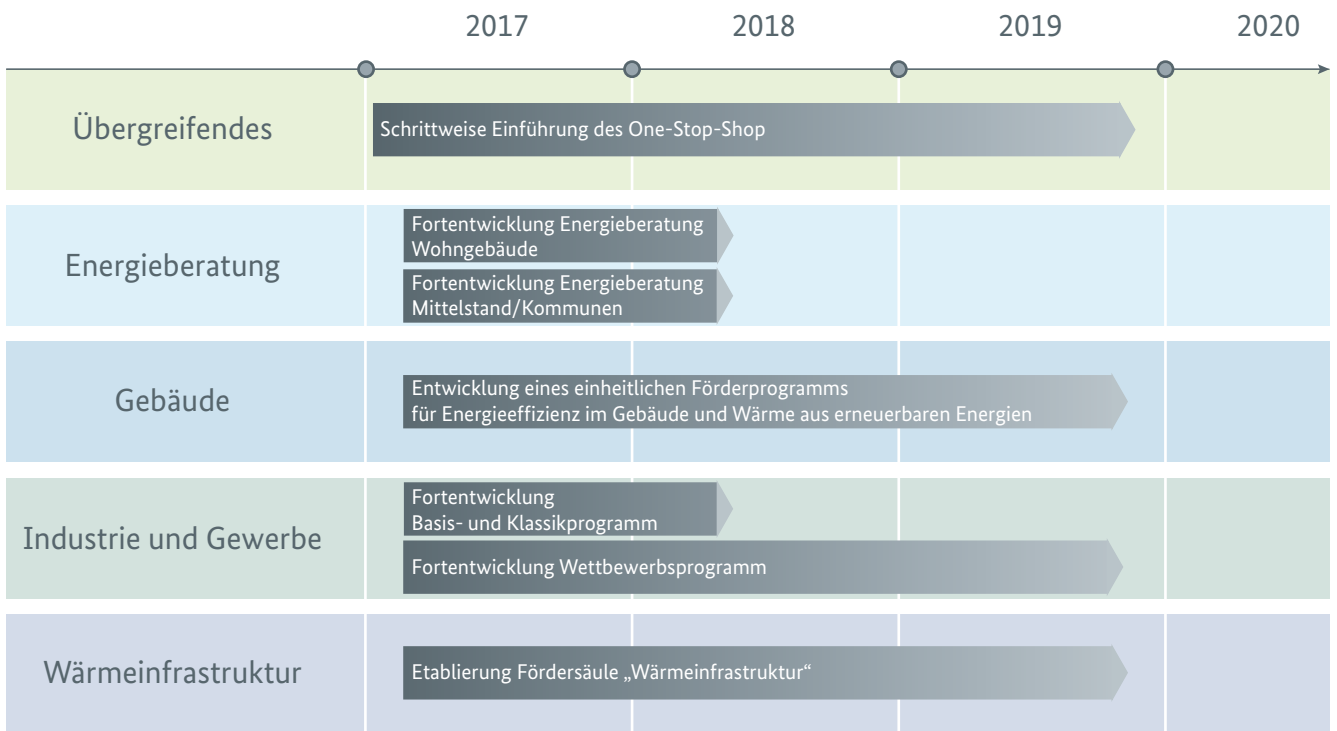 2017 2018 2019 2020
Übergreifendes
Schrittweise Einführung des One-Stop-Shop
Energieberatung
Fortentwicklung Energieberatung
Wohngebäude
Fortentwicklung Energieberatung
Mittelstand/Kommunen
Gebäude
Entwicklung eines einheitlichen Förderprogramms
für Energieeffizienz im Gebäude und Wärme aus erneuerbaren Energien
Industrie und Gewerbe
Fortentwicklung
Basis- und Klassikprogramm
Fortentwicklung Wettbewerbsprogramm
Wärmeinfrastruktur
Etablierung Fördersäule „Wärmeinfrastruktur“